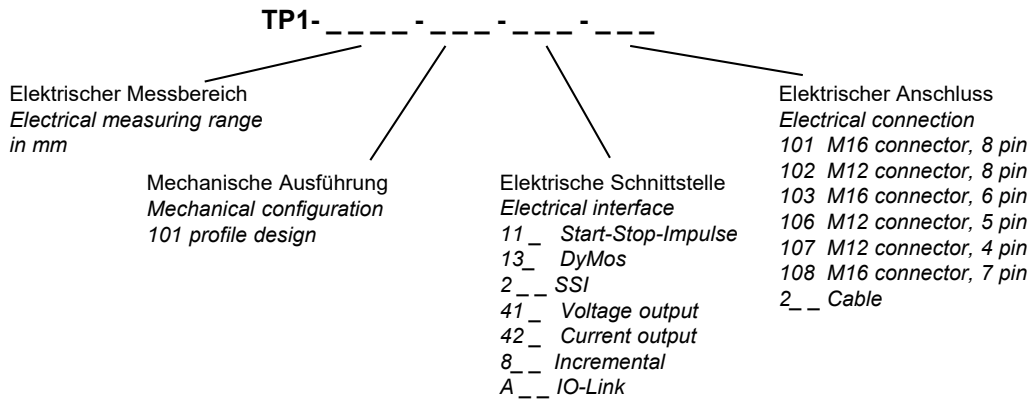 TP1- _ _ _ _ - _ _ _ - _ _ _ - _ _ _
Elektrischer Messbereich
Electrical measuring range
in mm
Mechanische Ausführung
Mechanical configuration
101 profile design
Elektrische Schnittstelle
Electrical interface
11 _ Start-Stop-Impulse
13_ DyMos
2 _ _ SSI
41 _ Voltage output
42 _ Current output
8_ _ Incremental
A _ _ IO-Link
Elektrischer Anschluss
Electrical connection
101 M16 connector, 8 pin
102 M12 connector, 8 pin
103 M16 connector, 6 pin
106 M12 connector, 5 pin
107 M12 connector, 4 pin
108 M16 connector, 7 pin
2_ _ Cable